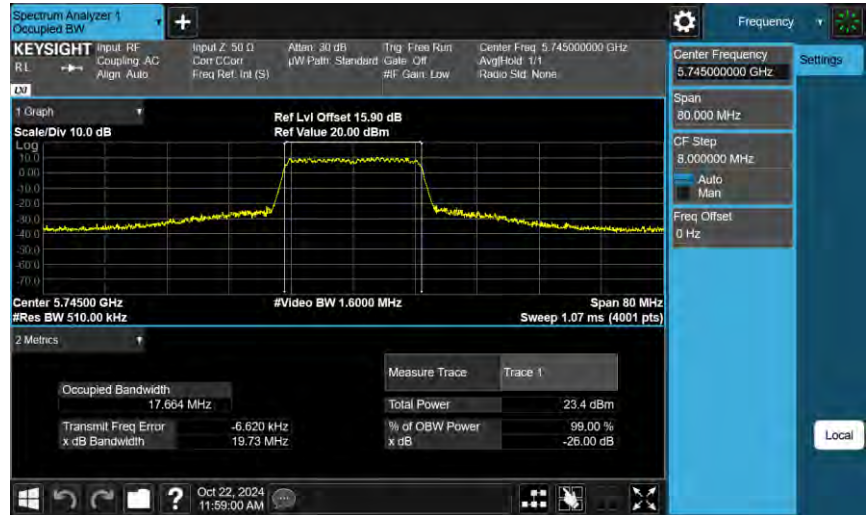 Spectrum Analyzer 1
Occupied BW
Frequency
KEYSIGHT
RL
LXI
Input: RF
Coupling: AC
Align: Auto
Input Z: 50 Ω
Corr CCorr
Freq Ref: Int (S)
Atten: 30 dB
µW Path: Standard
Trig: Free Run
Gate: Off
#IF Gain: Low
Center Freq: 5.745000000 GHz
Avg|Hold: 1/1
Radio Std: None
1 Graph
Scale/Div 10.0 dB
Ref Lvl Offset 15.90 dB
Ref Value 20.00 dBm
Log
10.0
0.00
-10.0
-20.0
-30.0
-40.0
-50.0
-60.0
-70.0
Center 5.74500 GHz
#Res BW 510.00 kHz
#Video BW 1.6000 MHz
Span 80 MHz
Sweep 1.07 ms (4001 pts)
2 Metrics
Measure Trace
Trace 1
Occupied Bandwidth
17.664 MHz
Total Power
23.4 dBm
Transmit Freq Error
-6.620 kHz
% of OBW Power
99.00 %
x dB Bandwidth
19.73 MHz
x dB
-26.00 dB
Center Frequency
5.745000000 GHz
Settings
Span
80.000 MHz
CF Step
8.000000 MHz
Auto
Man
Freq Offset
0 Hz
Local
?
Oct 22, 2024
11:59:00 AM